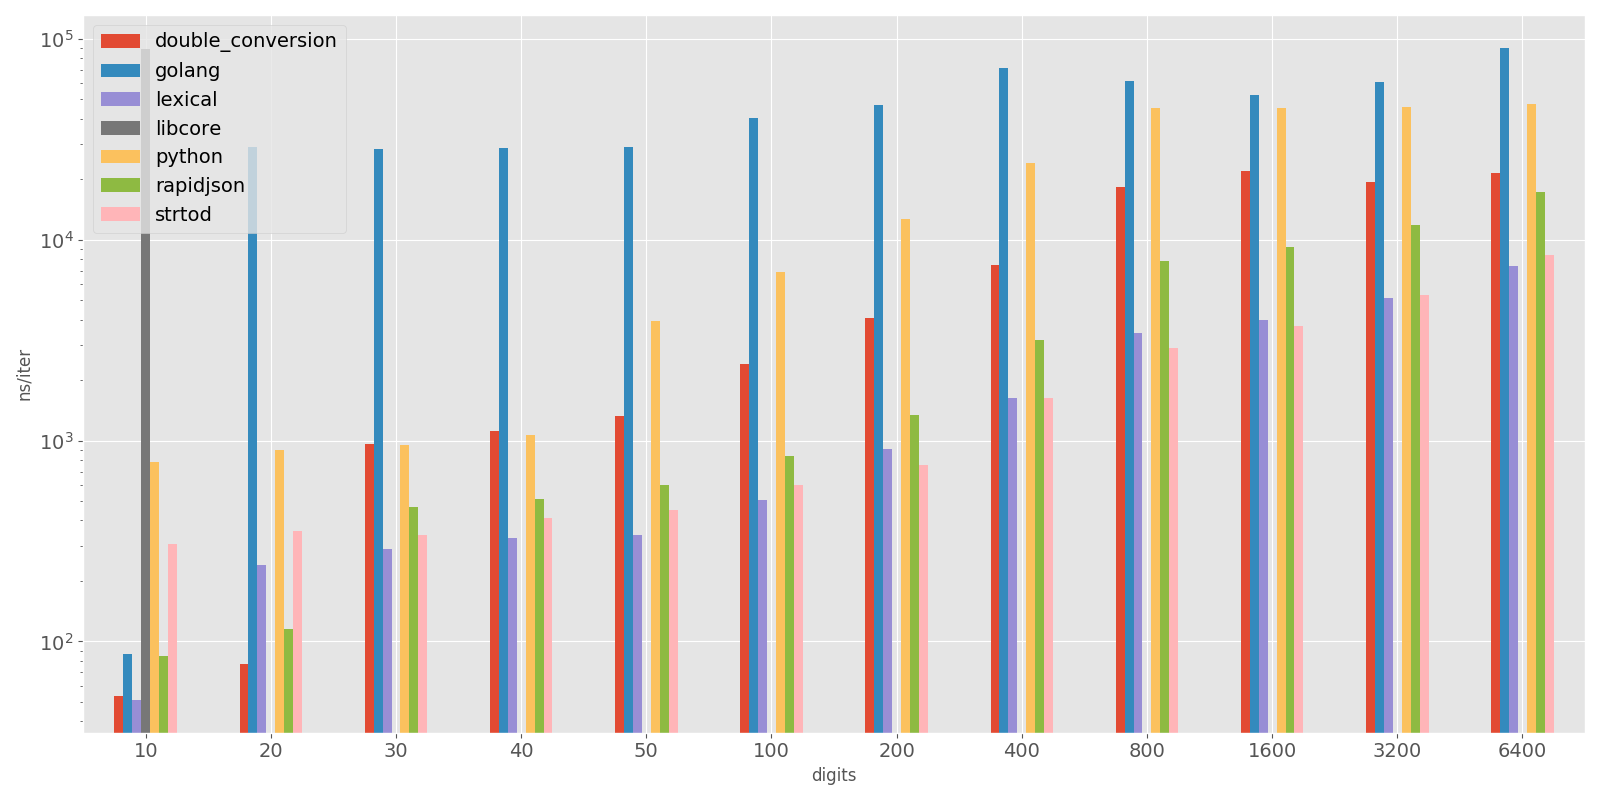 double_conversion
golang
lexical
libcore
python
rapidjson
strtod
10^5
10^4
10^3
10^2
ns/iter
10 20 30 40 50 100 200 400 800 1600 3200 6400
digits